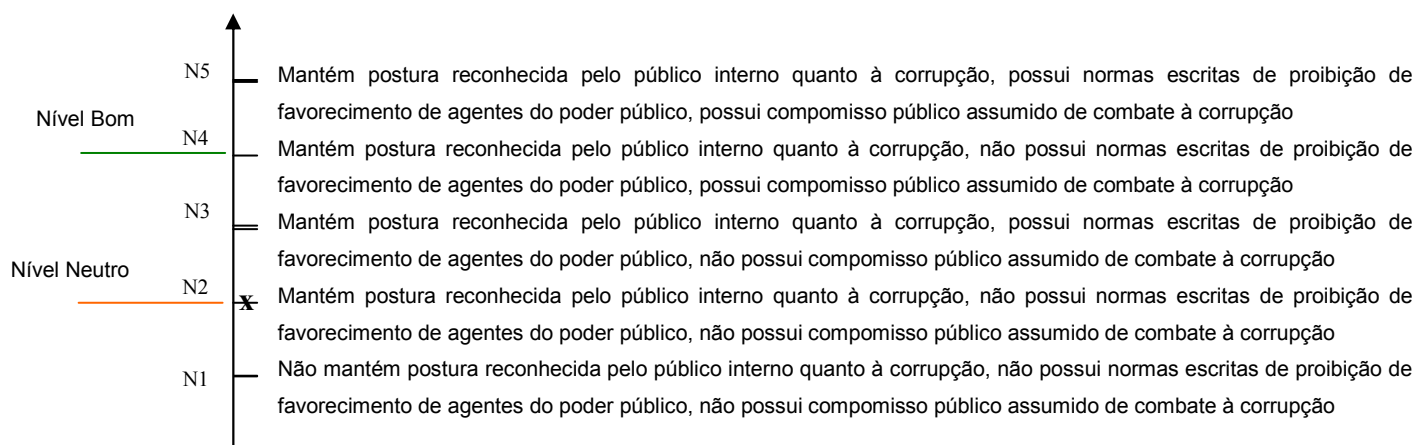 N5
Mantém postura reconhecida pelo público interno quanto à corrupção, possui normas escritas de proibição de
favorecimento de agentes do poder público, possui compomisso público assumido de combate à corrupção
Nível Bom
N4
Mantém postura reconhecida pelo público interno quanto à corrupção, não possui normas escritas de proibição de
favorecimento de agentes do poder público, possui compomisso público assumido de combate à corrupção
N3
Mantém postura reconhecida pelo público interno quanto à corrupção, possui normas escritas de proibição de
favorecimento de agentes do poder público, não possui compomisso público assumido de combate à corrupção
Nível Neutro
N2
x
Mantém postura reconhecida pelo público interno quanto à corrupção, não possui normas escritas de proibição de
favorecimento de agentes do poder público, não possui compomisso público assumido de combate à corrupção
N1
Não mantém postura reconhecida pelo público interno quanto à corrupção, não possui normas escritas de proibição de
favorecimento de agentes do poder público, não possui compomisso público assumido de combate à corrupção